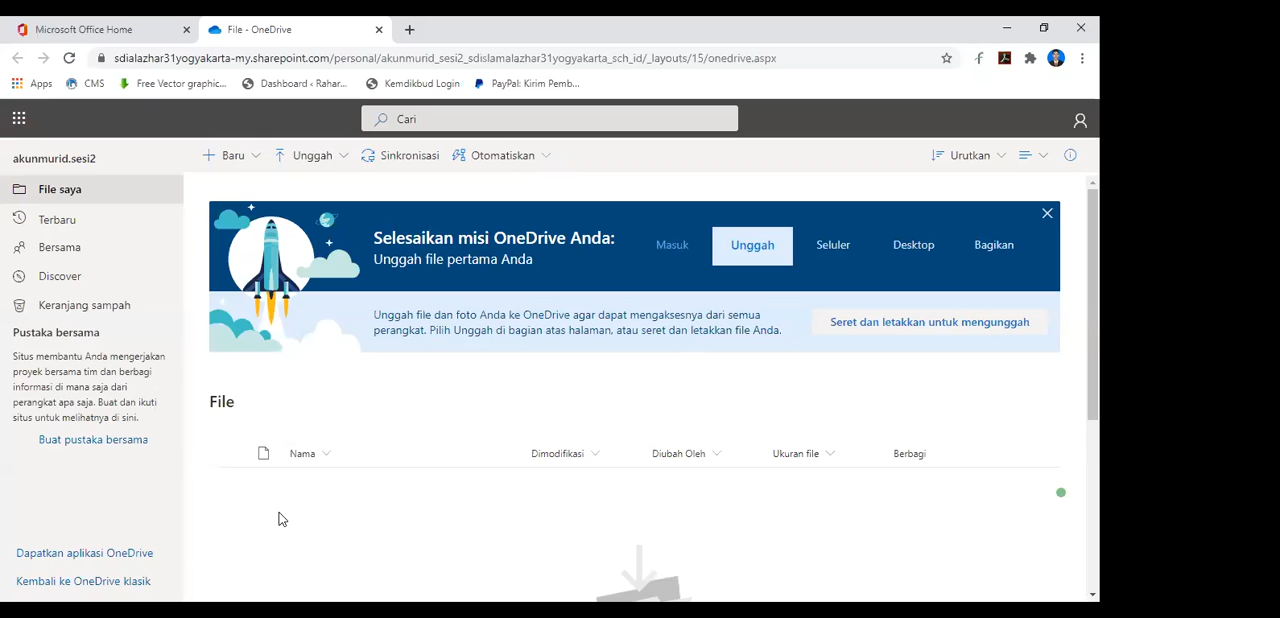 Microsoft Office Home
File - OneDrive
sdialazhar31yogyakarta-my.sharepoint.com/personal/akunmurid_sesi2_sdislamalazhar31yogyakarta_sch_id/_layouts/15/onedrive.aspx
Apps CMS Free Vector graphic... Dashboard ‹ Rahar... Kemdikbud Login PayPal: Kirim Pemb...
Cari
akunmurid.sesi2
Baru Unggah Sinkronisasi Otomatiskan Urutkan
File saya
Terbaru
Bersama
Discover
Keranjang sampah
Pustaka bersama
Situs membantu Anda mengerjakan
proyek bersama tim dan berbagi
informasi di mana saja dari
perangkat apa saja. Buat dan ikuti
situs untuk melihatnya di sini.
Buat pustaka bersama
Dapatkan aplikasi OneDrive
Kembali ke OneDrive klasik
Selesaikan misi OneDrive Anda:
Unggah file pertama Anda
Masuk Unggah Seluler Desktop Bagikan
Unggah file dan foto Anda ke OneDrive agar dapat mengaksesnya dari semua
perangkat. Pilih Unggah di bagian atas halaman, atau seret dan letakkan file Anda.
Seret dan letakkan untuk mengunggah
File
Nama Dimodifikasi Diubah Oleh Ukuran file Berbagi